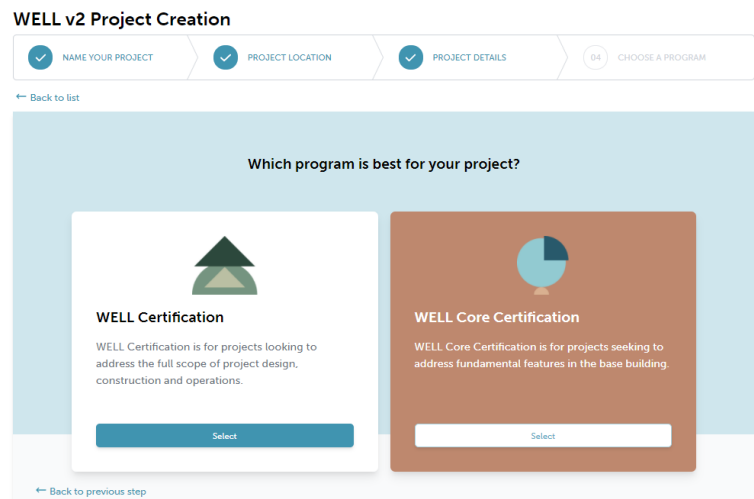 WELL v2 Project Creation
NAME YOUR PROJECT
PROJECT LOCATION
PROJECT DETAILS
04 CHOOSE A PROGRAM
← Back to list
Which program is best for your project?
WELL Certification
WELL Certification is for projects looking to
address the full scope of project design,
construction and operations.
Select
WELL Core Certification
WELL Core Certification is for projects seeking to
address fundamental features in the base building.
Select
← Back to previous step